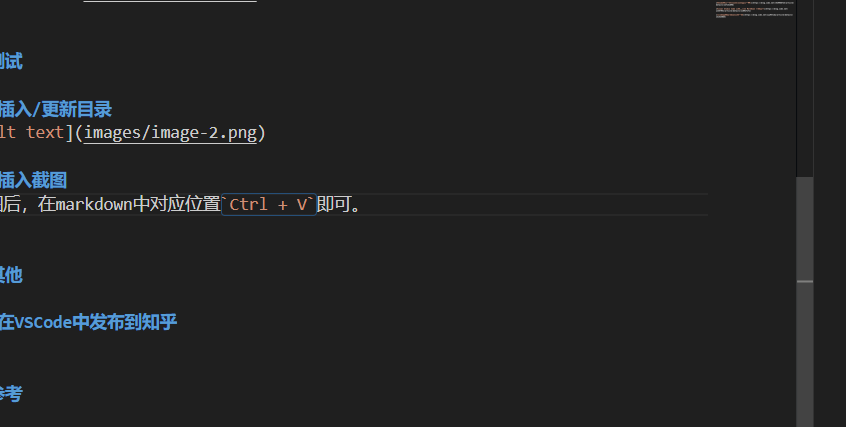 测试
插入/更新目录
lt text](images/image-2.png)
插入截图
后，在markdown中对应位置`Ctrl + V`即可。
其他
在VSCode中发布到知乎
参考